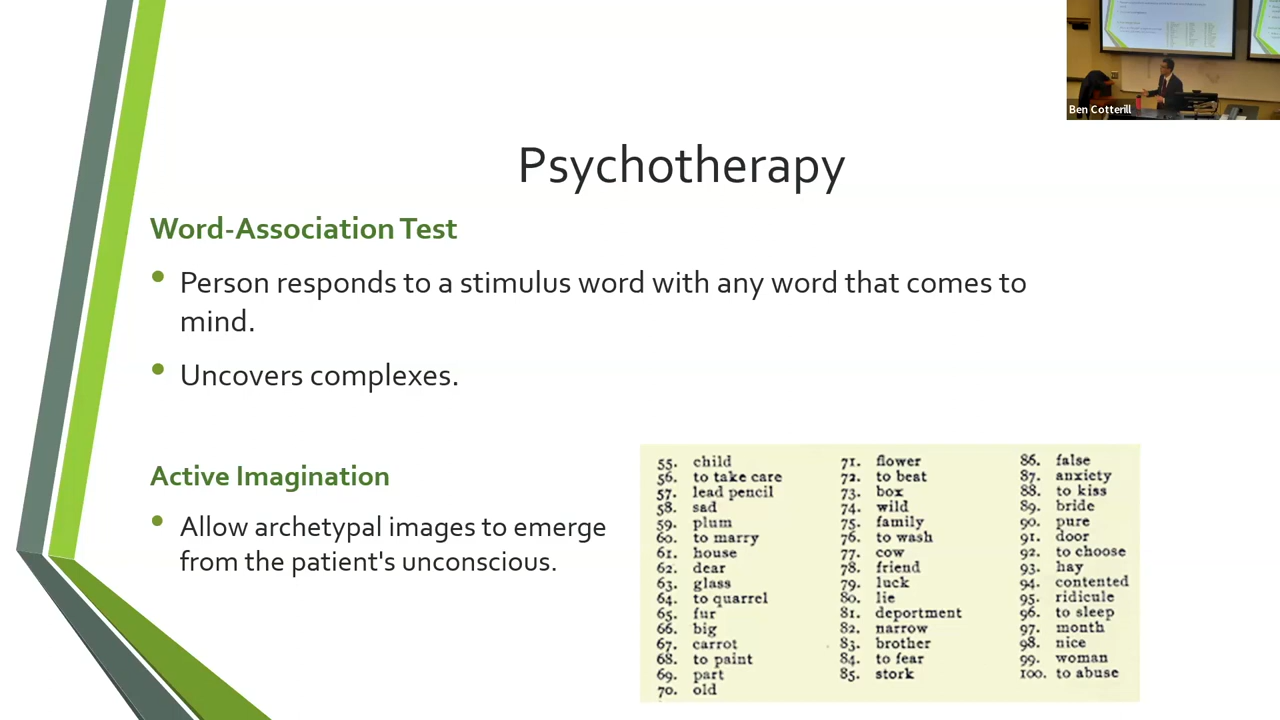 Ben Cotterill
Psychotherapy
Word-Association Test
• Person responds to a stimulus word with any word that comes to
mind.
• Uncovers complexes.
Active Imagination
• Allow archetypal images to emerge
from the patient's unconscious.
55. child
56. to take care
57. lead pencil
58. sad
59. plum
60. to marry
61. house
62. dear
63. glass
64. to quarrel
65. fur
66. big
67. carrot
68. to paint
69. part
70. old
71. flower
72. to beat
73. box
74. wild
75. family
76. to wash
77. cow
78. friend
79. luck
80. lie
81. deportment
82. narrow
83. brother
84. to fear
85. stork
86. false
87. anxiety
88. to kiss
89. bride
90. pure
91. door
92. to choose
93. hay
94. contented
95. ridicule
96. to sleep
97. month
98. nice
99. woman
100. to abuse